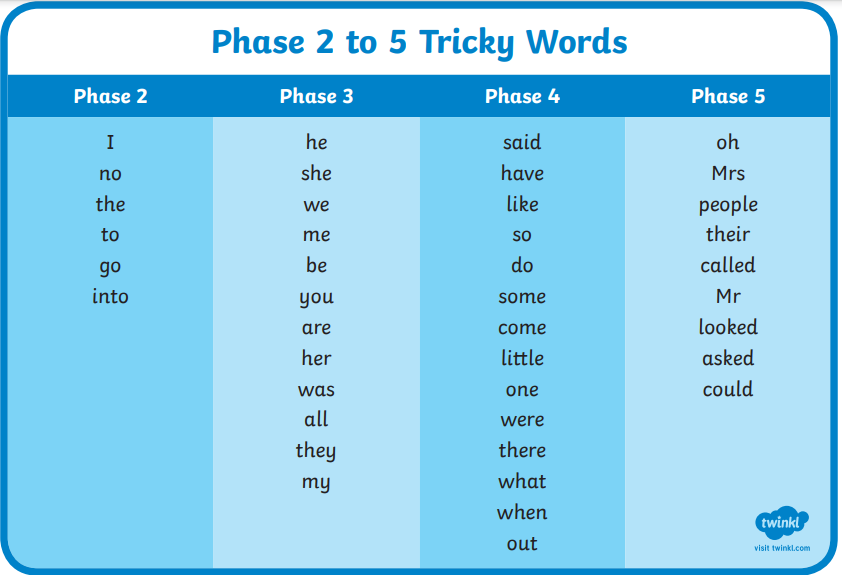 Phase 2 to 5 Tricky Words
Phase 2
I
no
the
to
go
into
Phase 3
he
she
we
me
be
you
are
her
was
all
they
my
Phase 4
said
have
like
so
do
some
come
little
one
were
there
what
when
out
Phase 5
oh
Mrs
people
their
called
Mr
looked
asked
could
twinkl
visit twinkl.com